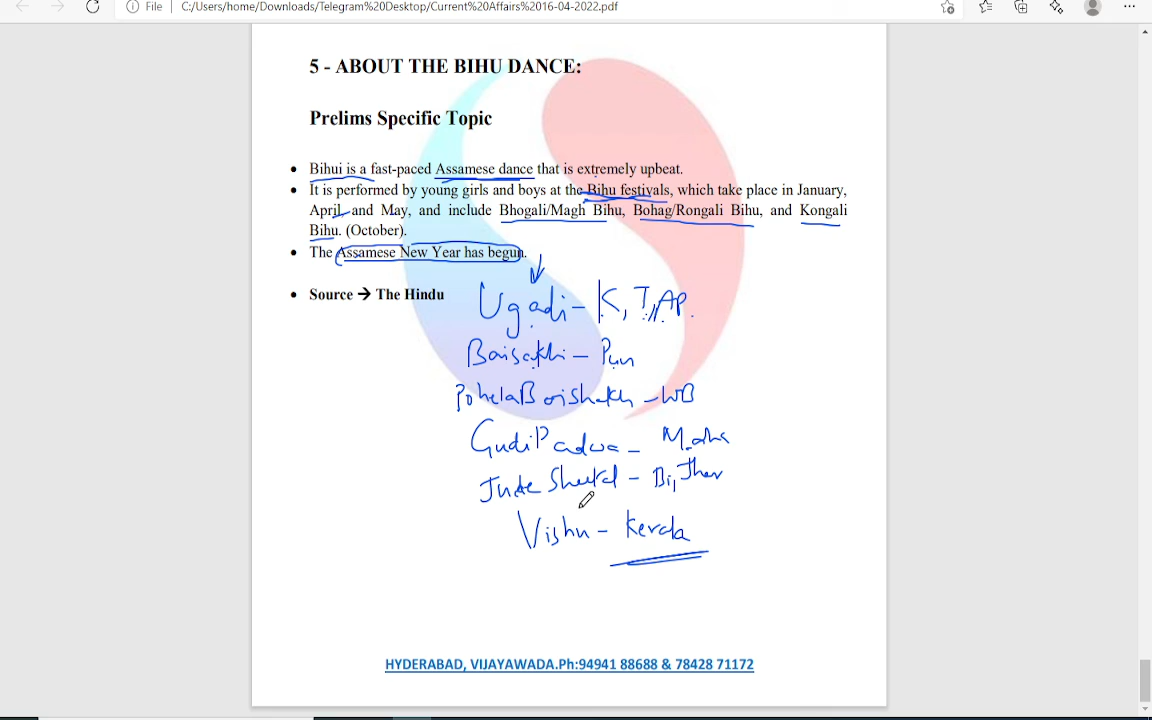 File | C:/Users/home/Downloads/Telegram%20Desktop/Current%20Affairs%2016-04-2022.pdf
5 - ABOUT THE BIHU DANCE:
Prelims Specific Topic
• Bihui is a fast-paced Assamese dance that is extremely upbeat.
• It is performed by young girls and boys at the Bihu festivals, which take place in January,
April, and May, and include Bhogali/Magh Bihu, Bohag/Rongali Bihu, and Kongali
Bihu. (October).
• The Assamese New Year has begun.
• Source → The Hindu
Ugadi - K, T, AP.
Baisakhi - Pun
Pohela Boishakh - WB
Gudi Padwa - Maha
Jude Sheetal - Bi, Jhar
Vishu - Kerala
HYDERABAD, VIJAYAWADA.Ph:94941 88688 & 78428 71172